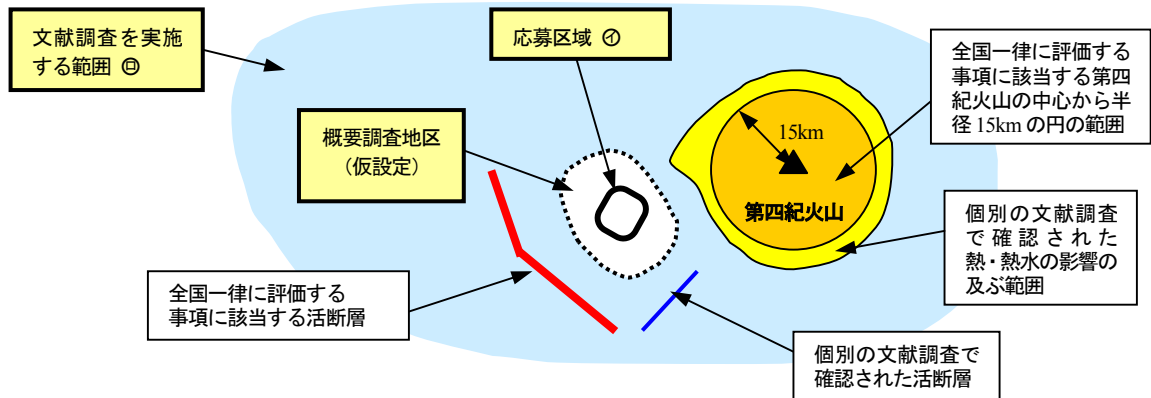 文献調査を実施
する範囲 ㋺
応募区域 ㋑
全国一律に評価する
事項に該当する第四
紀火山の中心から半
径 15km の円の範囲
概要調査地区
(仮設定)
15km
第四紀火山
個別の文献調査
で確認された
熱・熱水の影響の
及ぶ範囲
全国一律に評価する
事項に該当する活断層
個別の文献調査で
確認された活断層